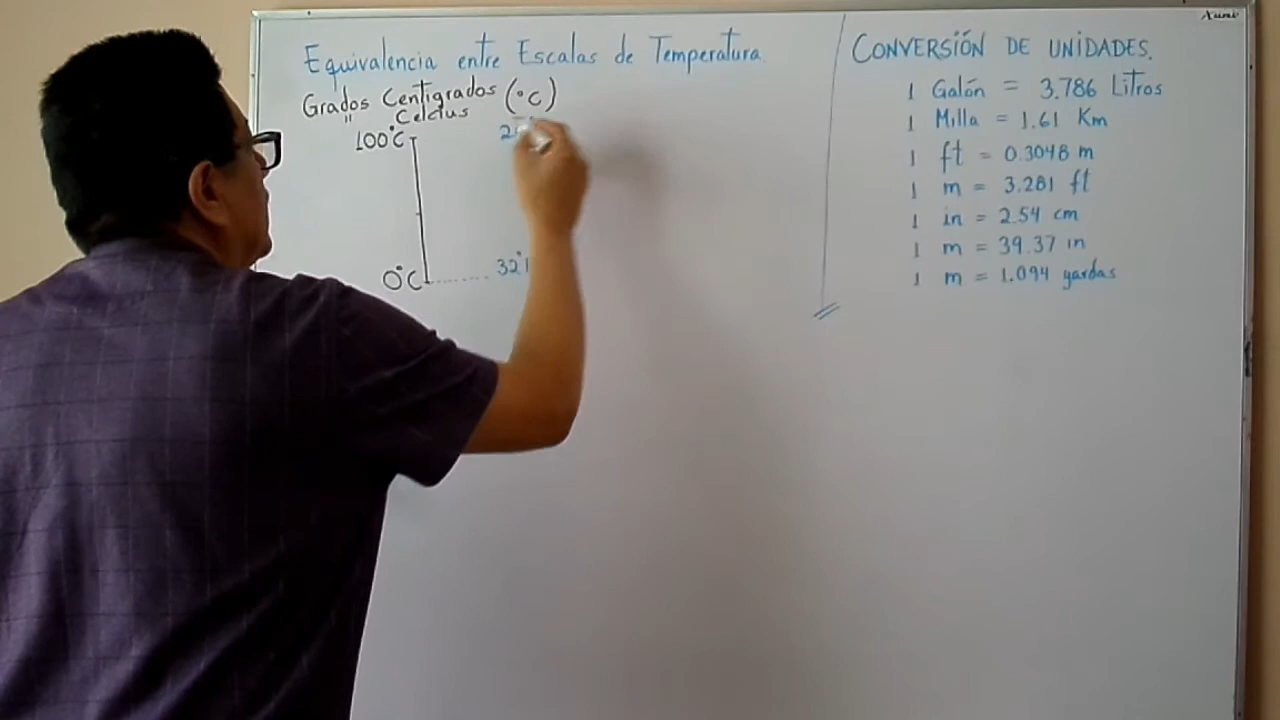 Equivalencia entre Escalas de Temperatura
Grados Centigrados (°C)
" Celcius
100°C
0°C
32°
CONVERSIÓN DE UNIDADES.
1 Galón = 3.786 Litros
1 Milla = 1.61 Km
1 ft = 0.3048 m
1 m = 3.281 ft
1 in = 2.54 cm
1 m = 39.37 in
1 m = 1.094 yardas